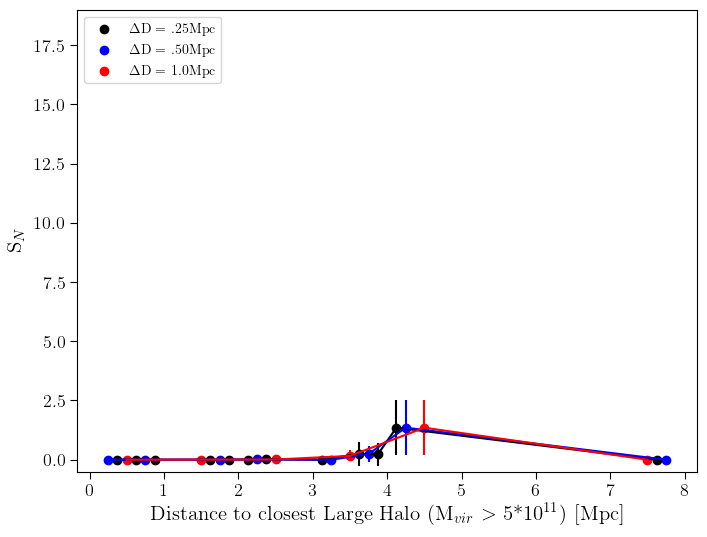 ΔD = .25Mpc
ΔD = .50Mpc
ΔD = 1.0Mpc
17.5
15.0
12.5
10.0
7.5
5.0
2.5
0.0
S_N
0 1 2 3 4 5 6 7 8
Distance to closest Large Halo (M_{vir} > 5*10^{11}) [Mpc]